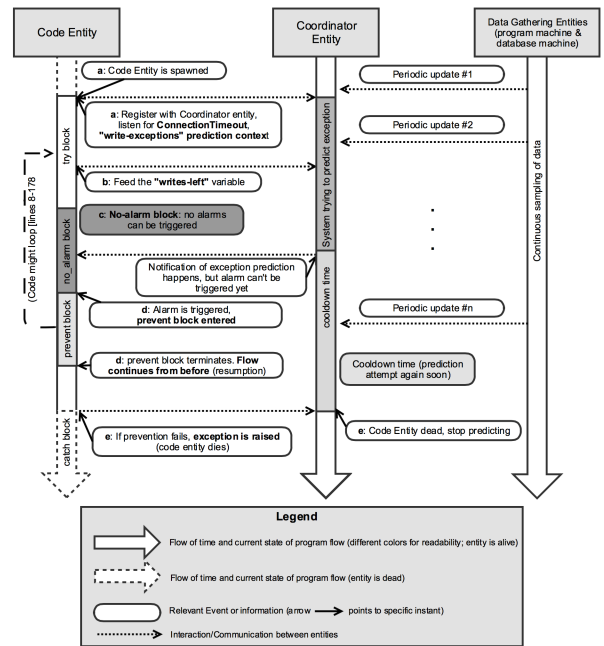 Code Entity
Coordinator
Entity
Data Gathering Entities
(program machine &
database machine)
a: Code Entity is spawned
Periodic update #1
a: Register with Coordinator entity,
listen for ConnectionTimeout,
"write-exceptions" prediction context
Periodic update #2
try block
System trying to predict exception
b: Feed the "writes-left" variable
(Code might loop [lines 8-178
c: No-alarm block: no alarms
can be triggered
no_alarm block
Continuous sampling of data
Notification of exception prediction
happens, but alarm can't be
triggered yet
cooldown time
d: Alarm is triggered,
prevent block entered
Periodic update #n
prevent block
d: prevent block terminates. Flow
continues from before (resumption)
Cooldown time (prediction
attempt again soon)
catch block
e: If prevention fails, exception is raised
(code entity dies)
e: Code Entity dead, stop predicting
Legend
Flow of time and current state of program flow (different colors for readability; entity is alive)
Flow of time and current state of program flow (entity is dead)
Relevant Event or information (arrow points to specific instant)
Interaction/Communication between entities